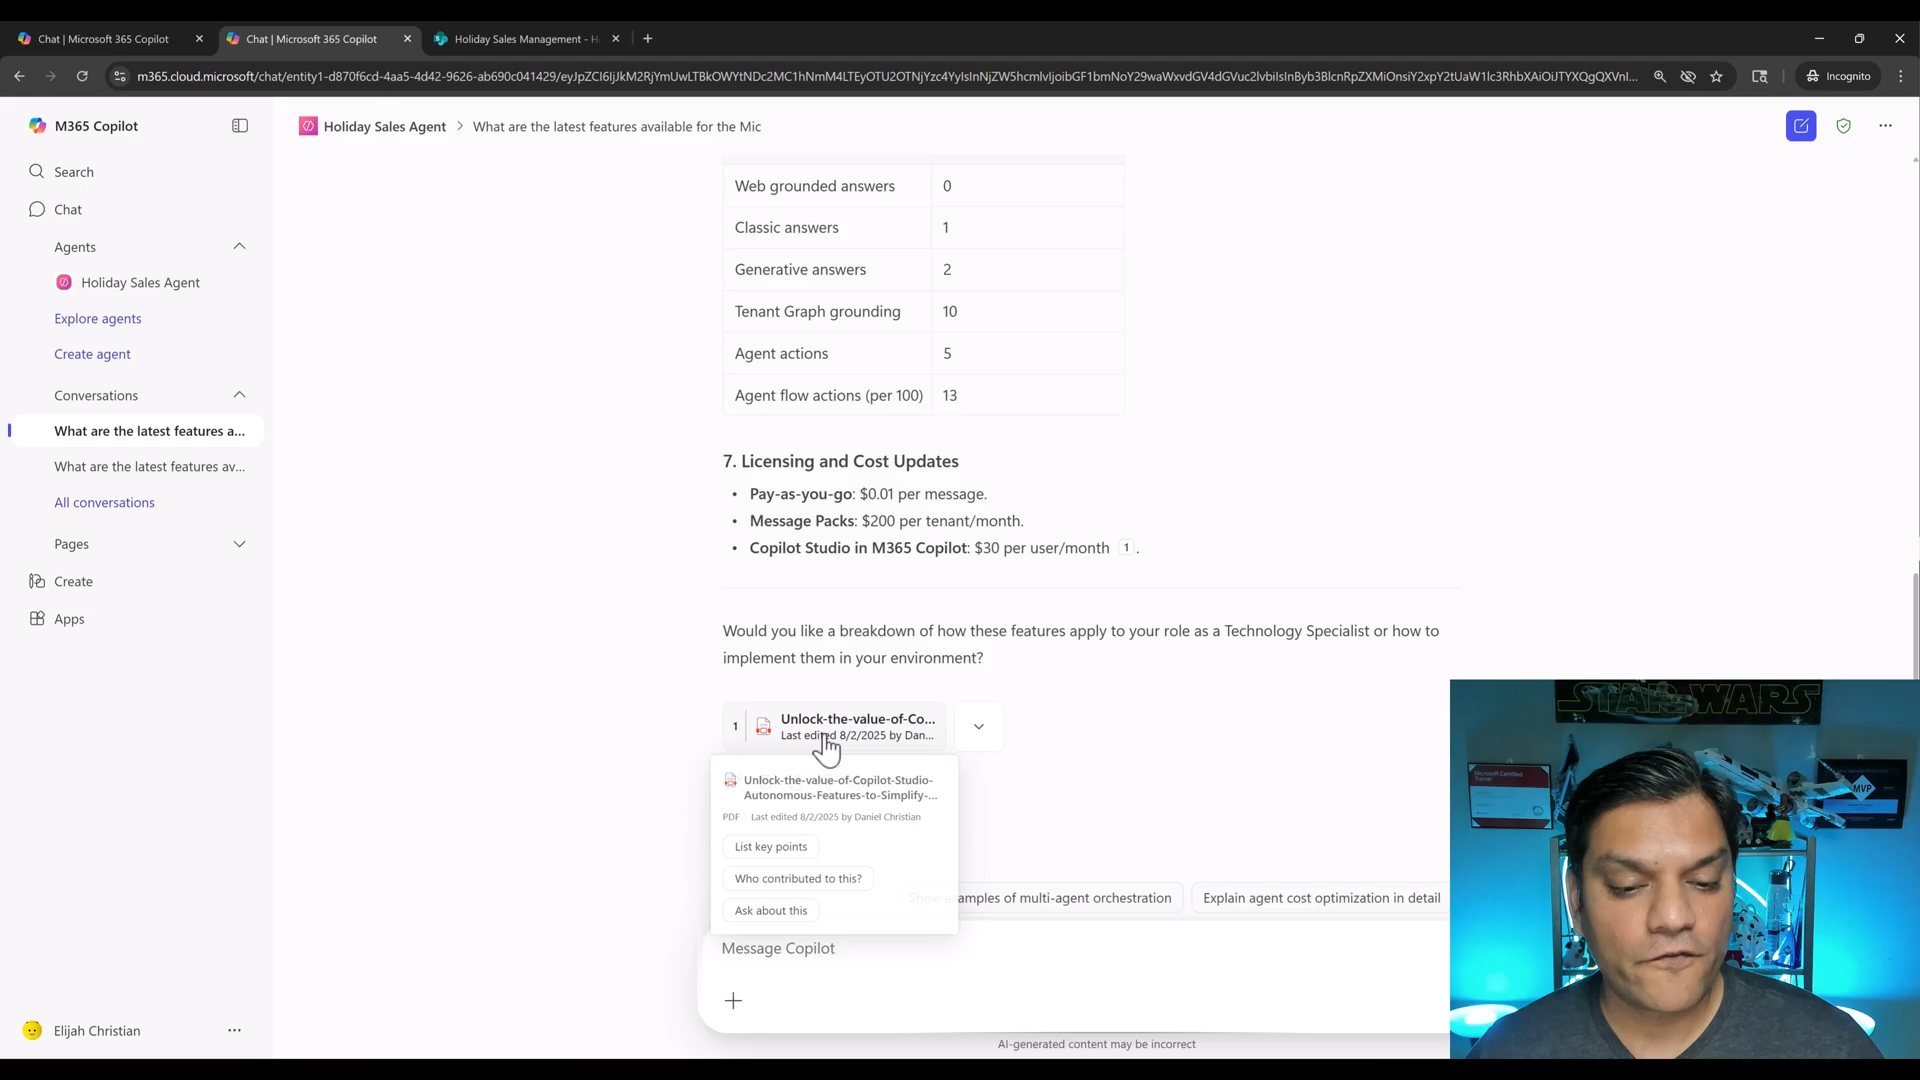 Chat | Microsoft 365 Copilot
Chat | Microsoft 365 Copilot
Holiday Sales Management - H
m365.cloud.microsoft/chat/entity1-d870f6cd-4aa5-4d42-9626-ab690c041429/
Incognito
M365 Copilot
Holiday Sales Agent > What are the latest features available for the Mic
Search
Chat
Agents
Holiday Sales Agent
Explore agents
Create agent
Conversations
What are the latest features a...
What are the latest features av...
All conversations
Pages
Create
Apps
Elijah Christian
Web grounded answers 0
Classic answers 1
Generative answers 2
Tenant Graph grounding 10
Agent actions 5
Agent flow actions (per 100) 13
7. Licensing and Cost Updates
• Pay-as-you-go: $0.01 per message.
• Message Packs: $200 per tenant/month.
• Copilot Studio in M365 Copilot: $30 per user/month 1 .
Would you like a breakdown of how these features apply to your role as a Technology Specialist or how to
implement them in your environment?
1 Unlock-the-value-of-Co...
Last edited 8/2/2025 by Dan...
Unlock-the-value-of-Copilot-Studio-
Autonomous-Features-to-Simplify-...
PDF Last edited 8/2/2025 by Daniel Christian
List key points
Who contributed to this?
Ask about this
Show examples of multi-agent orchestration
Explain agent cost optimization in detail
Message Copilot
AI-generated content may be incorrect
STAR WARS
Microsoft Certified
Trainer
MVP